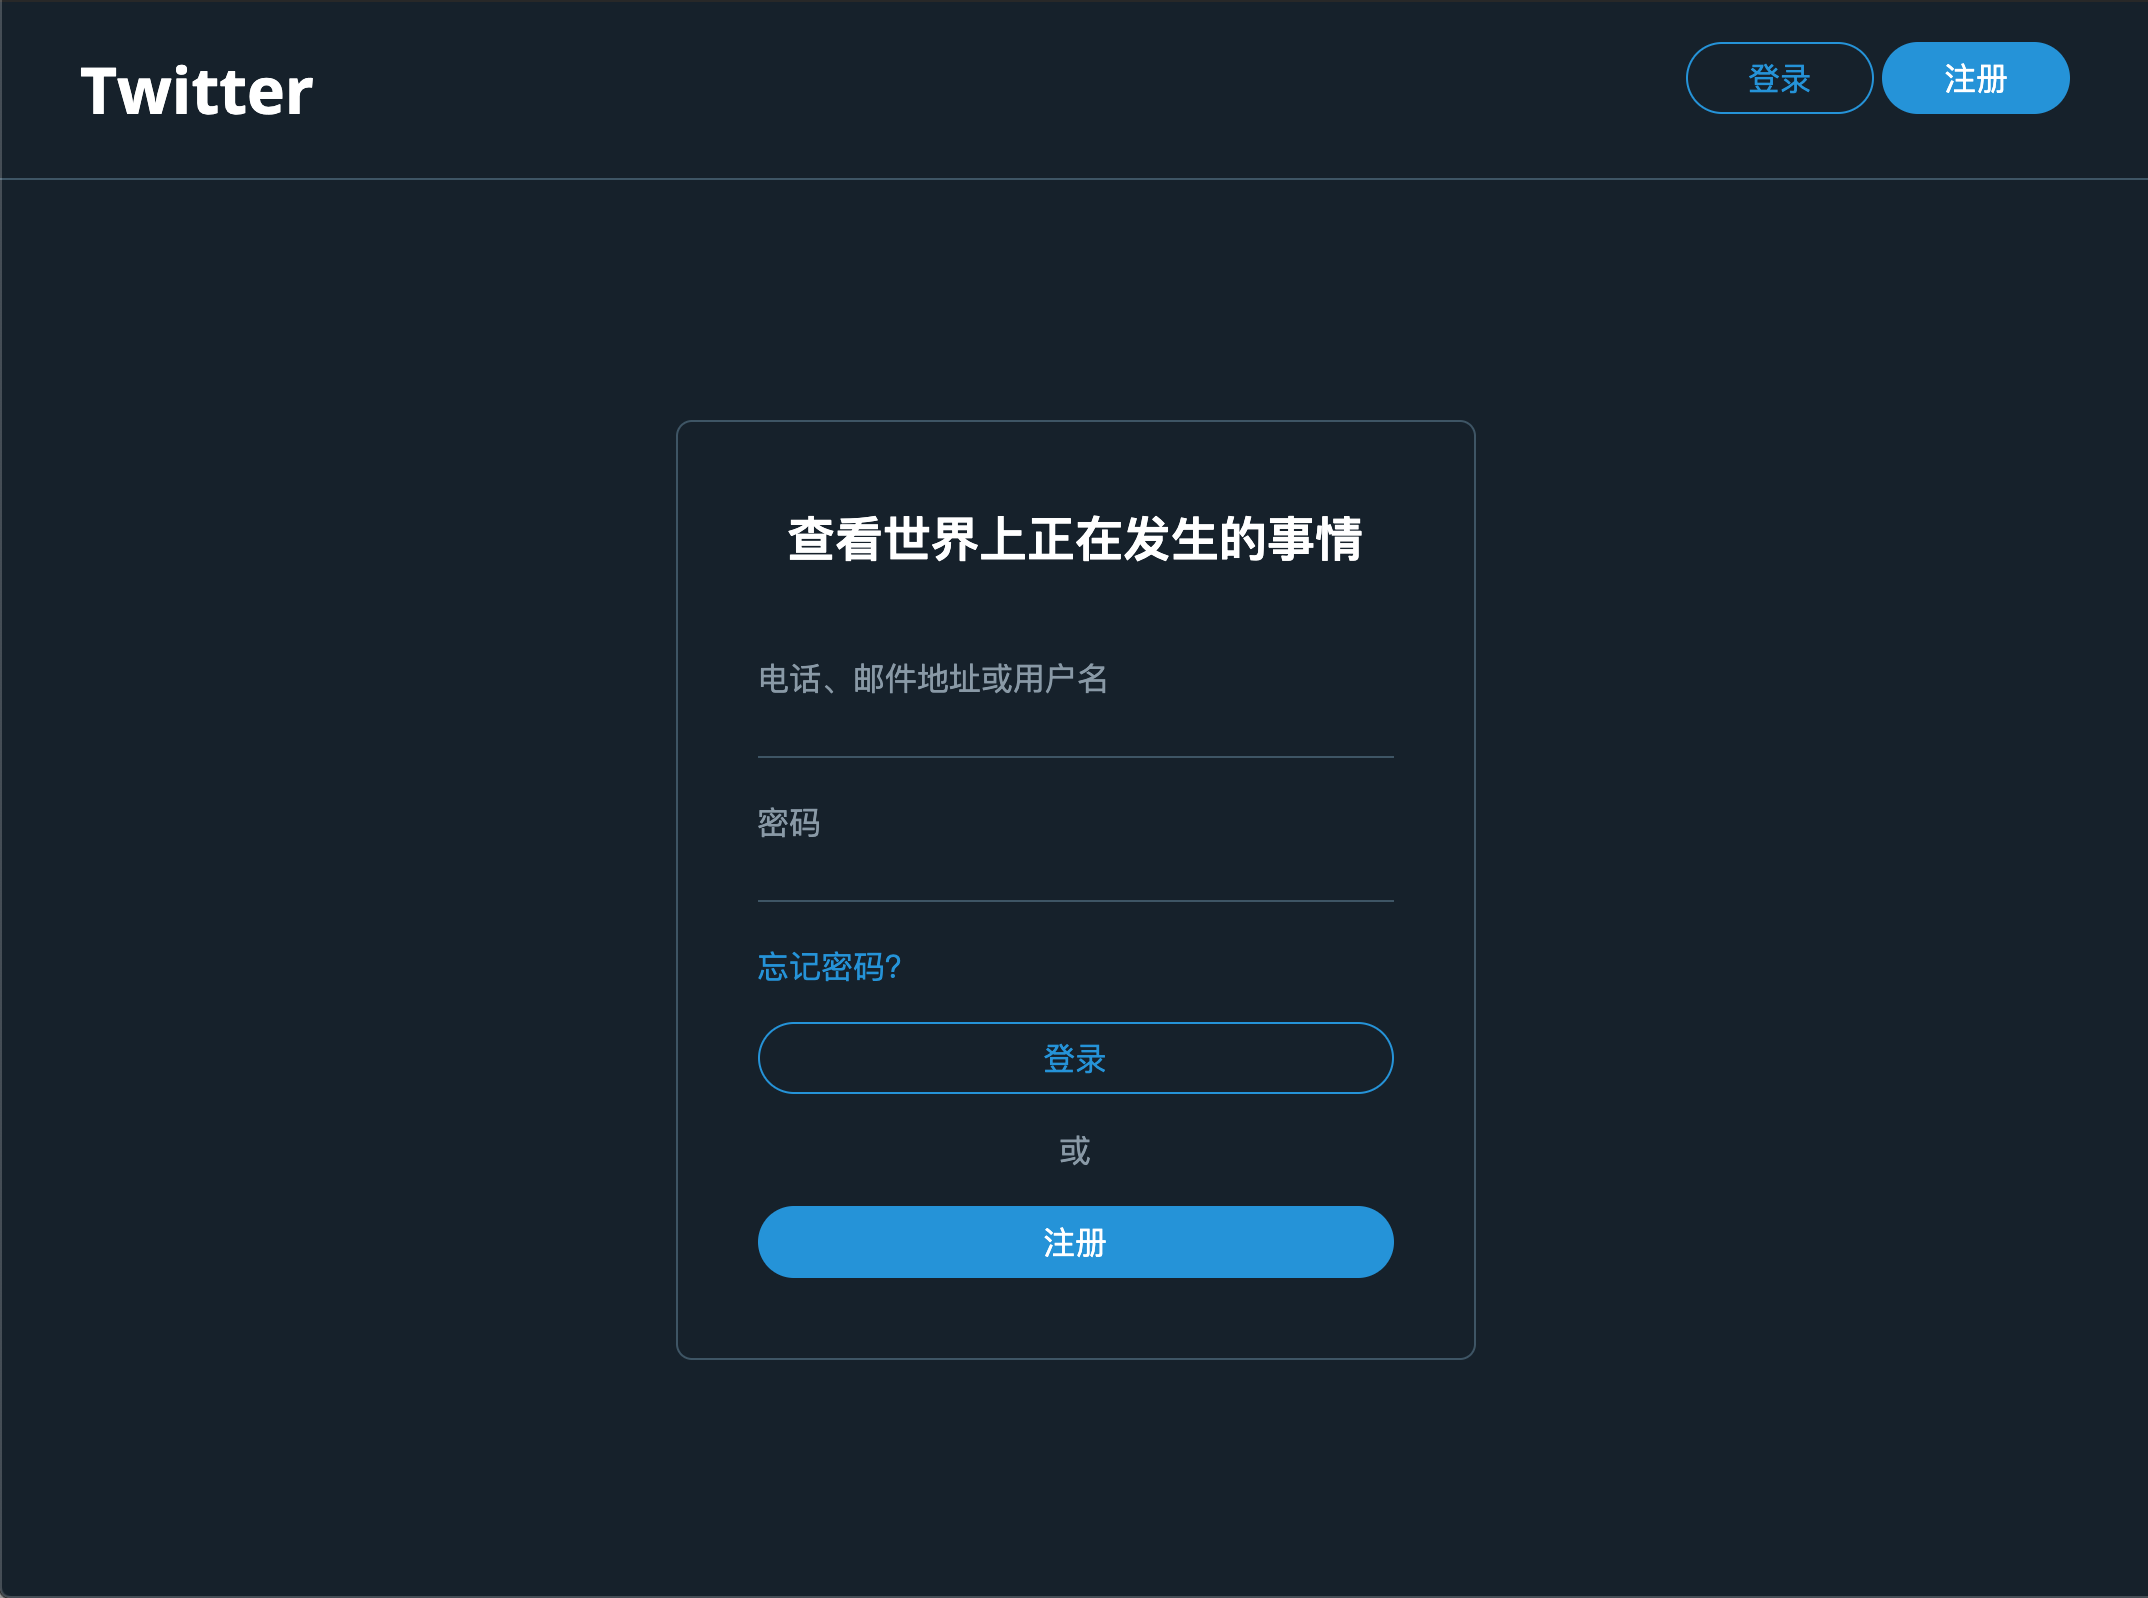 Twitter
登录
注册
查看世界上正在发生的事情
电话、邮件地址或用户名
密码
忘记密码?
登录
或
注册